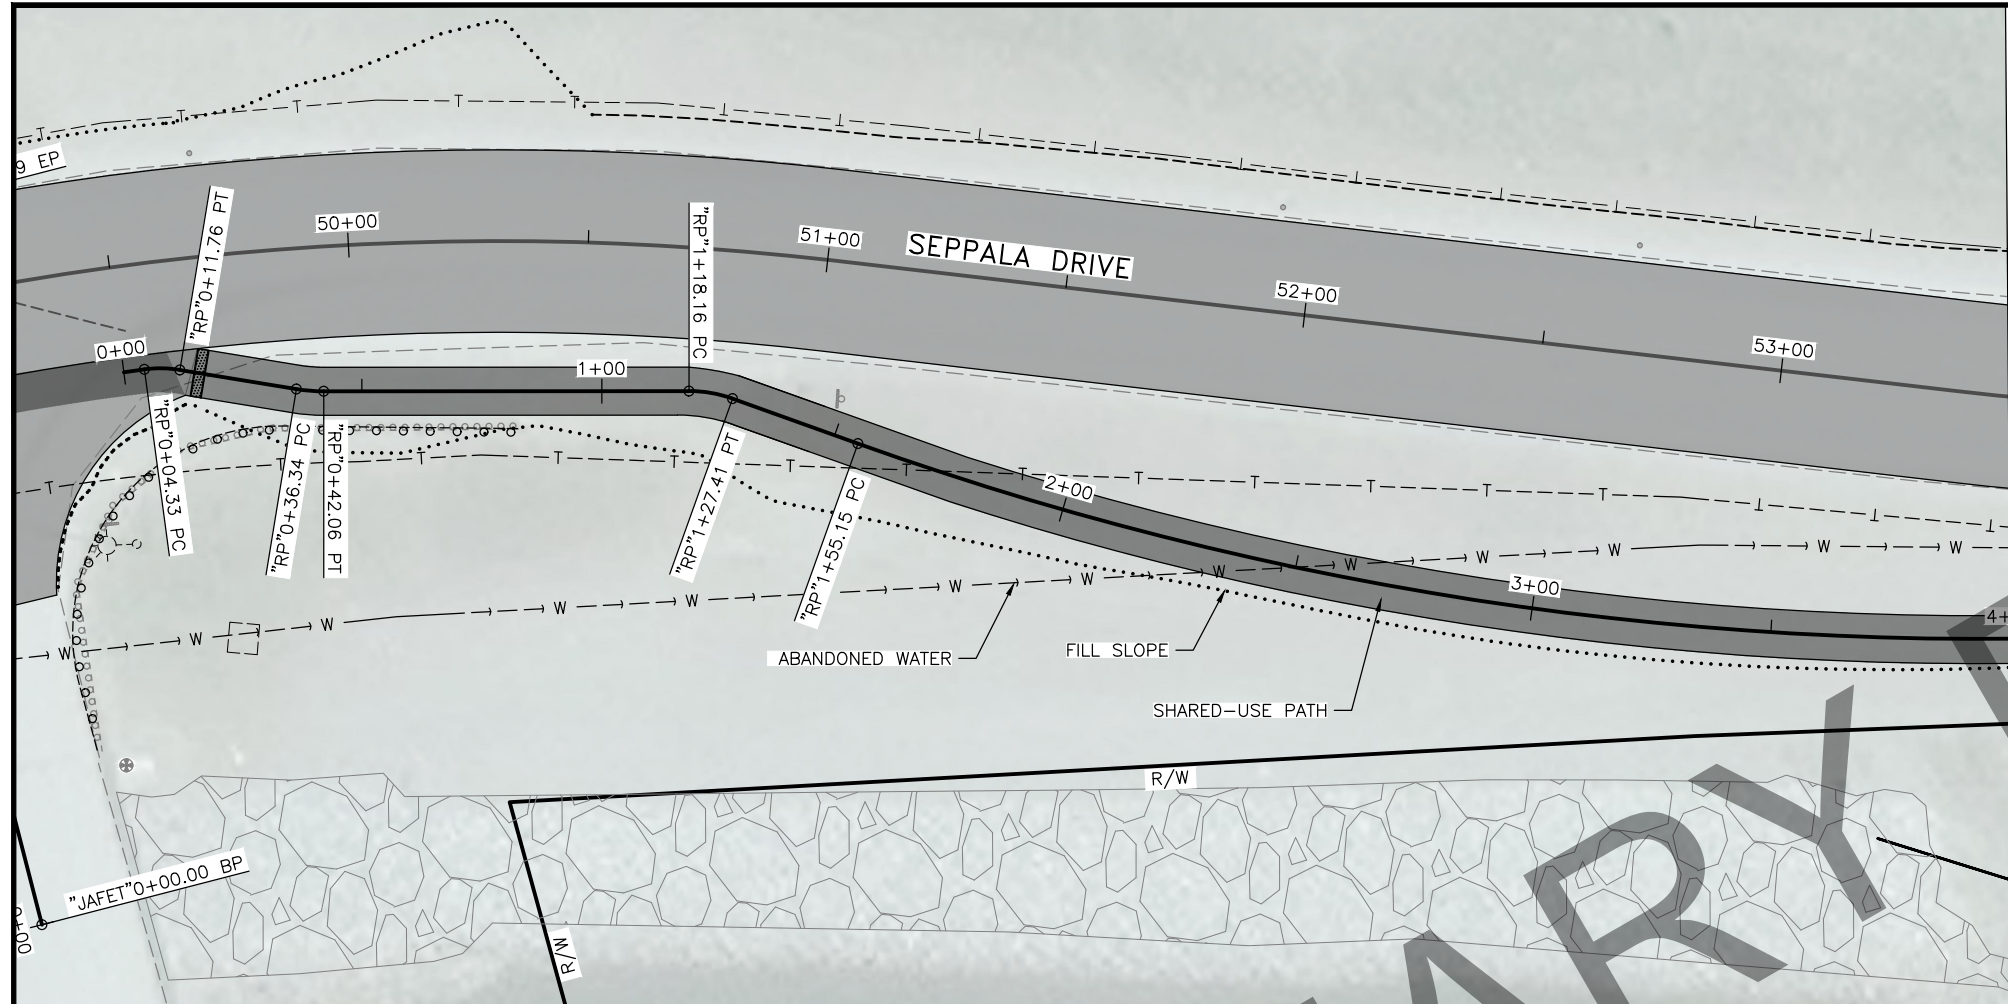 9 EP
50+00
51+00
SEPPALA DRIVE
52+00
53+00
"RP"0+11.76 PT
"RP"1+18.16 PC
0+00
1+00
"RP"0+04.33 PC
"RP"0+36.34 PC
"RP"0+42.06 PT
"RP"1+27.41 PT
"RP"1+55.15 PC
2+00
3+00
4+
T T T T T T T T T T T T T T T T T
W W W W W W W W W W W W W
ABANDONED WATER
FILL SLOPE
SHARED-USE PATH
R/W
"JAFET"0+00.00 BP
R/W
ARY